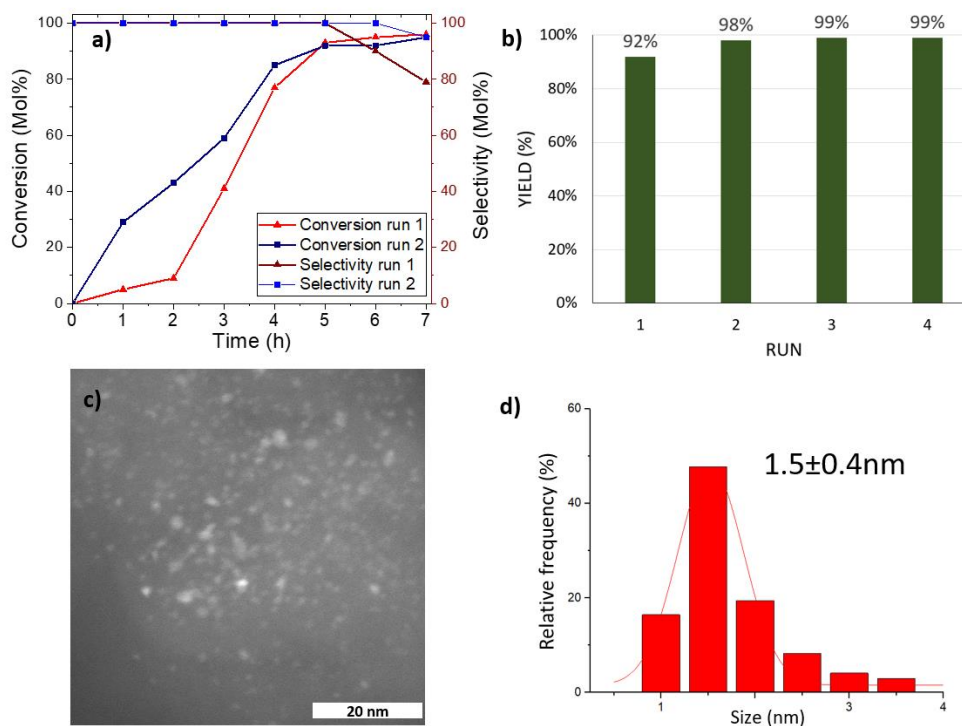 a)
Conversion (Mol%)
100
80
60
40
20
0
0 1 2 3 4 5 6 7
Time (h)
100
80
60
40
20
0
Selectivity (Mol%)
Conversion run 1
Conversion run 2
Selectivity run 1
Selectivity run 2
b)
92% 98% 99% 99%
YIELD (%)
100%
80%
60%
40%
20%
0%
1 2 3 4
RUN
c)
20 nm
d)
1.5±0.4nm
Relative frequency (%)
60
40
20
0
1 2 3 4
Size (nm)